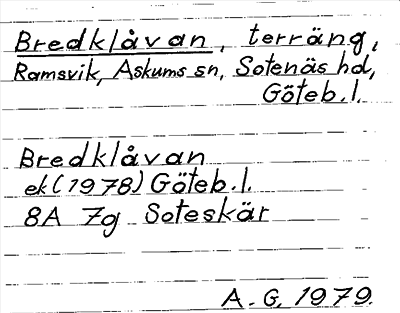 Bredklåvan, terräng,
Ramsvik, Askums sn, Sotenäs hd,
Göteb.l.
Bredklåvan
ek(1978) Göteb.l.
8A 7g Soteskär
A.G. 1979.